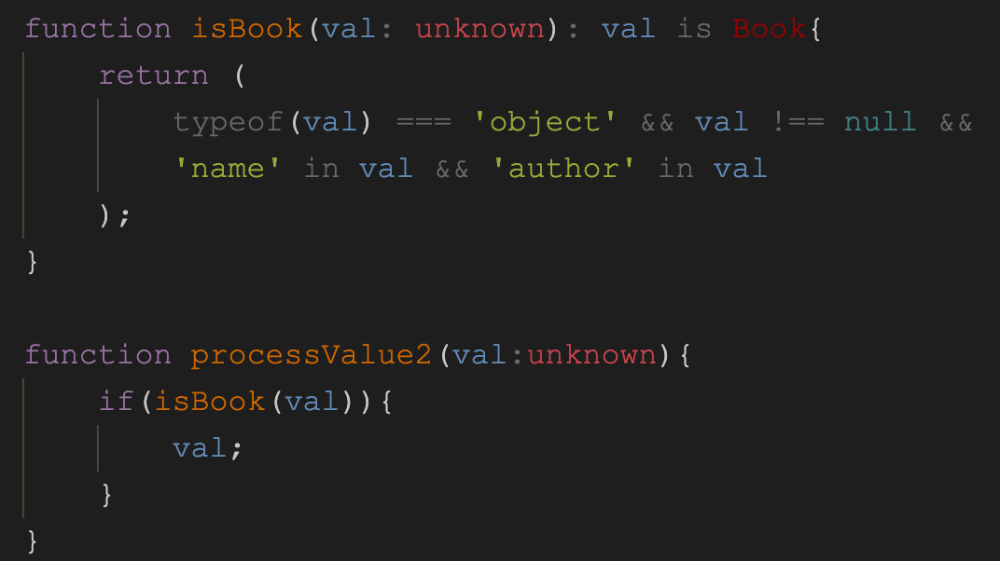 function isBook(val: unknown): val is Book{
    return (
        typeof(val) === 'object' && val !== null &&
        'name' in val && 'author' in val
    );
}

function processValue2(val:unknown){
    if(isBook(val)){
        val;
    }
}